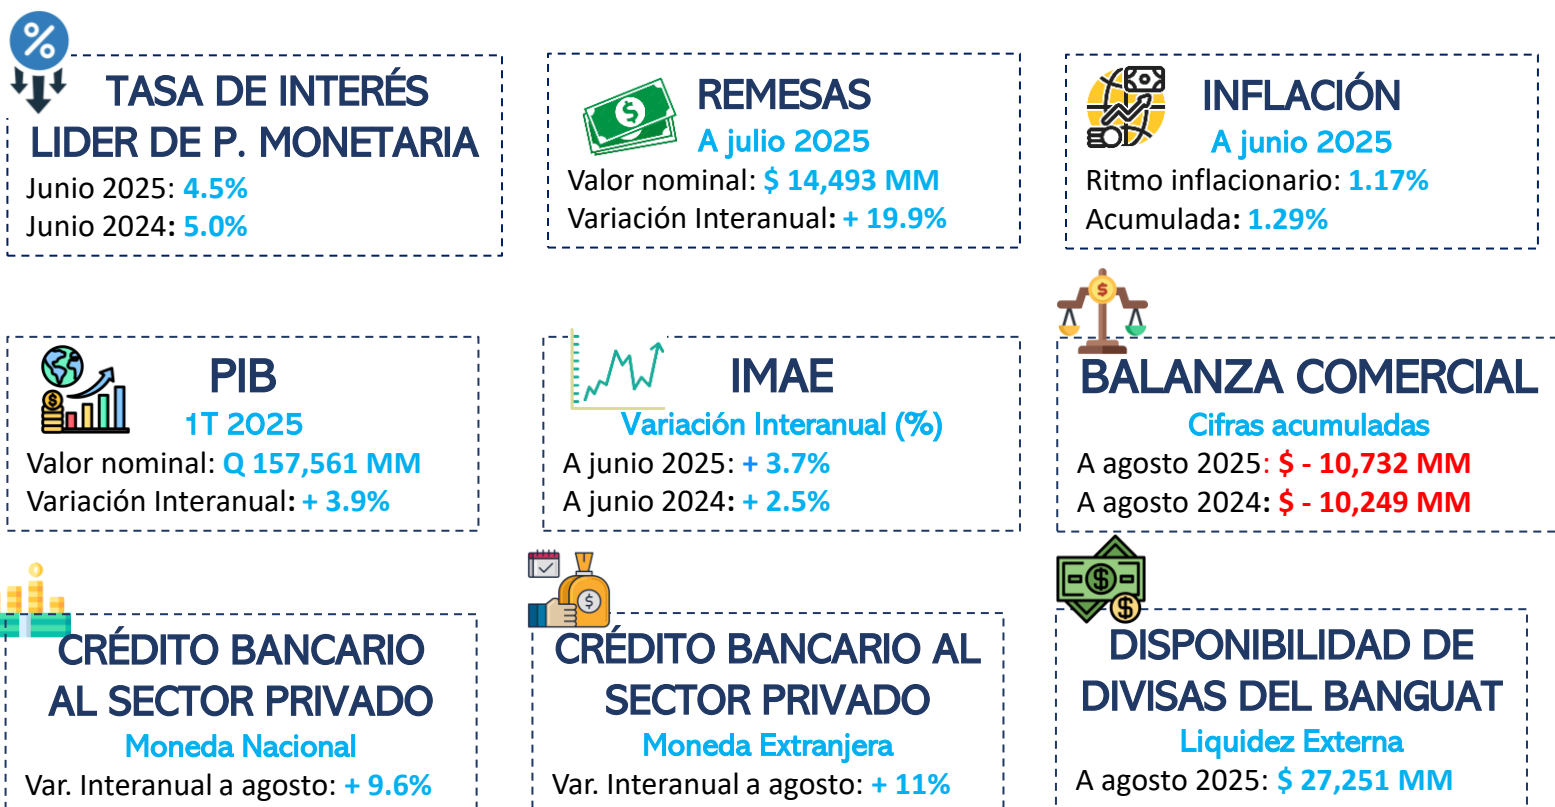 TASA DE INTERÉS
LIDER DE P. MONETARIA
Junio 2025: 4.5%
Junio 2024: 5.0%
REMESAS
A julio 2025
Valor nominal: $ 14,493 MM
Variación Interanual: + 19.9%
INFLACIÓN
A junio 2025
Ritmo inflacionario: 1.17%
Acumulada: 1.29%
PIB
1T 2025
Valor nominal: Q 157,561 MM
Variación Interanual: + 3.9%
IMAE
Variación Interanual (%)
A junio 2025: + 3.7%
A junio 2024: + 2.5%
BALANZA COMERCIAL
Cifras acumuladas
A agosto 2025: $ - 10,732 MM
A agosto 2024: $ - 10,249 MM
CRÉDITO BANCARIO
AL SECTOR PRIVADO
Moneda Nacional
Var. Interanual a agosto: + 9.6%
CRÉDITO BANCARIO AL
SECTOR PRIVADO
Moneda Extranjera
Var. Interanual a agosto: + 11%
DISPONIBILIDAD DE
DIVISAS DEL BANGUAT
Liquidez Externa
A agosto 2025: $ 27,251 MM